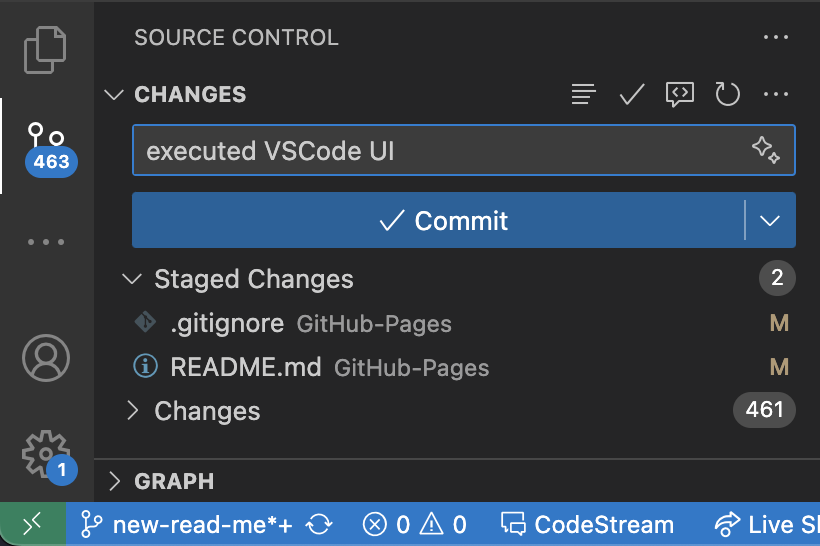 SOURCE CONTROL
CHANGES
executed VSCode UI
463
Commit
Staged Changes 2
.gitignore GitHub-Pages M
README.md GitHub-Pages M
Changes 461
1
GRAPH
new-read-me*+ 0 0 CodeStream Live